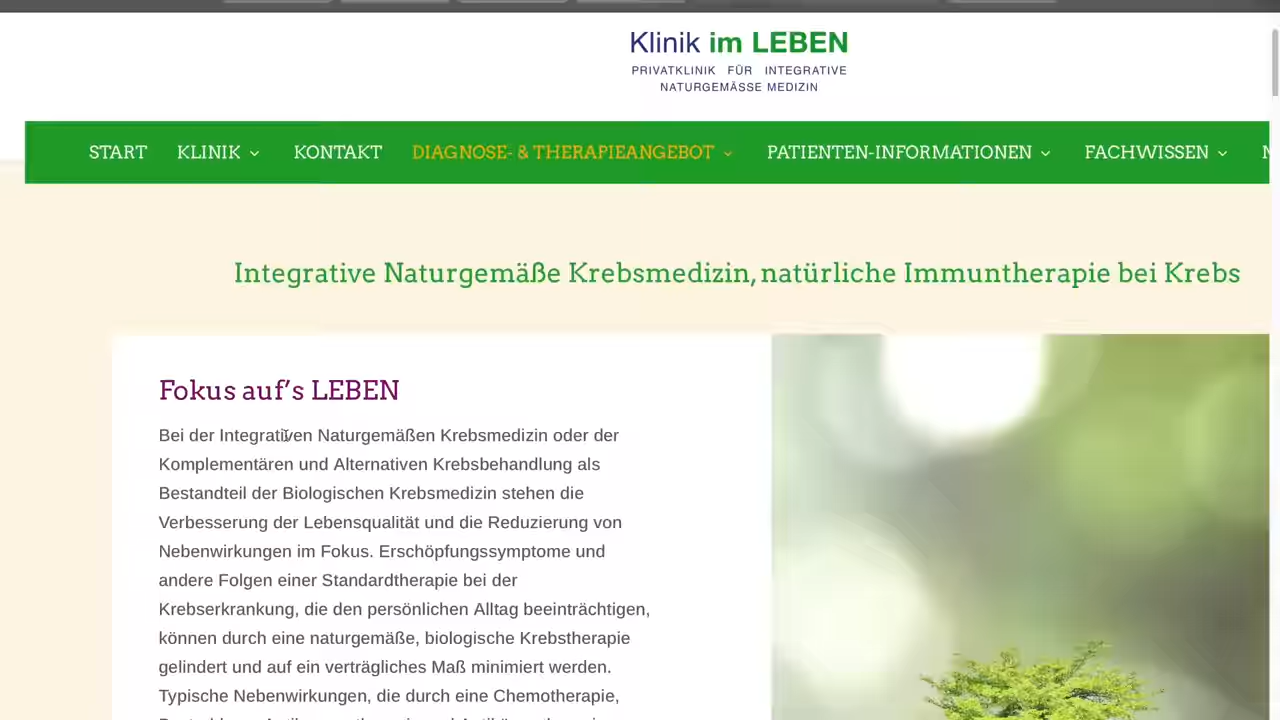 Klinik im LEBEN
PRIVATKLINIK FÜR INTEGRATIVE
NATURGEMÄSSE MEDIZIN
START KLINIK KONTAKT DIAGNOSE- & THERAPIEANGEBOT PATIENTEN-INFORMATIONEN FACHWISSEN
Integrative Naturgemäße Krebsmedizin, natürliche Immuntherapie bei Krebs
Fokus auf’s LEBEN
Bei der Integrativen Naturgemäßen Krebsmedizin oder der
Komplementären und Alternativen Krebsbehandlung als
Bestandteil der Biologischen Krebsmedizin stehen die
Verbesserung der Lebensqualität und die Reduzierung von
Nebenwirkungen im Fokus. Erschöpfungssymptome und
andere Folgen einer Standardtherapie bei der
Krebserkrankung, die den persönlichen Alltag beeinträchtigen,
können durch eine naturgemäße, biologische Krebstherapie
gelindert und auf ein verträgliches Maß minimiert werden.
Typische Nebenwirkungen, die durch eine Chemotherapie,